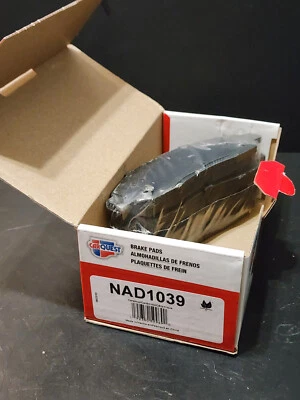 CARQUEST
BRAKE PADS
ALMOHADILLAS DE FRENOS
PLAQUETTES DE FREIN
NAD1039